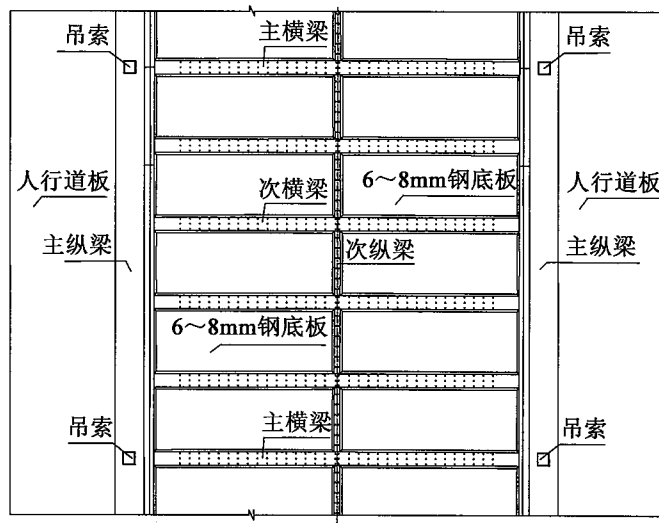 吊索 主横梁 吊索
人行道板 次横梁 6～8mm钢底板 人行道板
主纵梁 次纵梁 主纵梁
6～8mm钢底板
吊索 主横梁 吊索